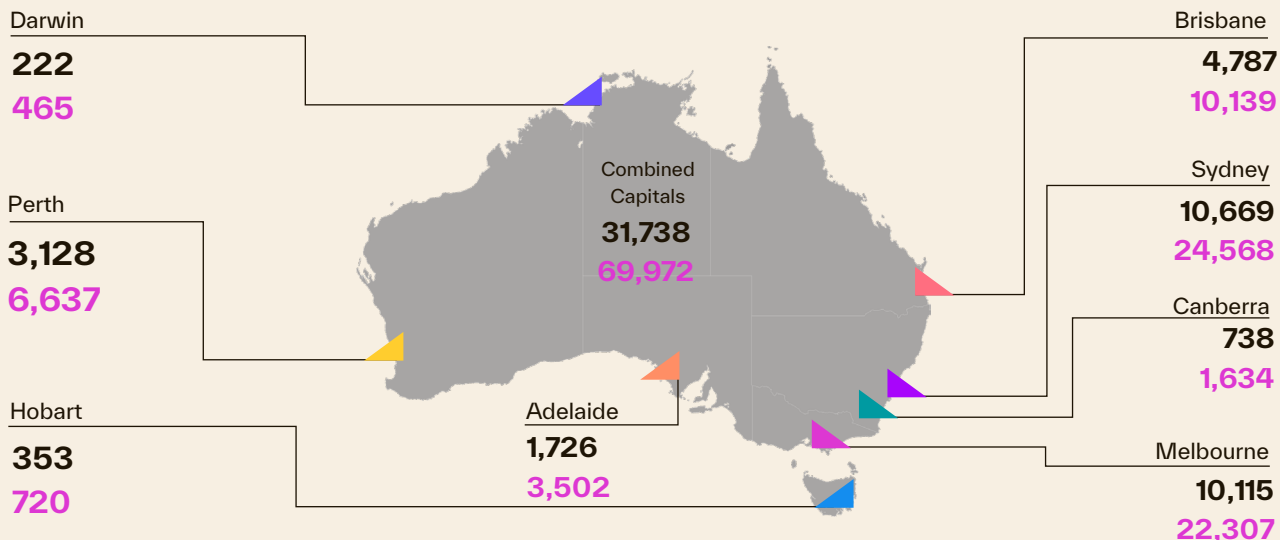 Darwin
222
465
Perth
3,128
6,637
Hobart
353
720
Combined
Capitals
31,738
69,972
Adelaide
1,726
3,502
Brisbane
4,787
10,139
Sydney
10,669
24,568
Canberra
738
1,634
Melbourne
10,115
22,307